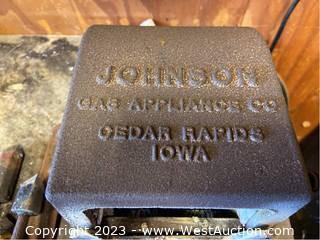 JOHNSON
GAS APPLIANCE CO
CEDAR RAPIDS
IOWA
Copyright © 2023 - www.WestAuction.com